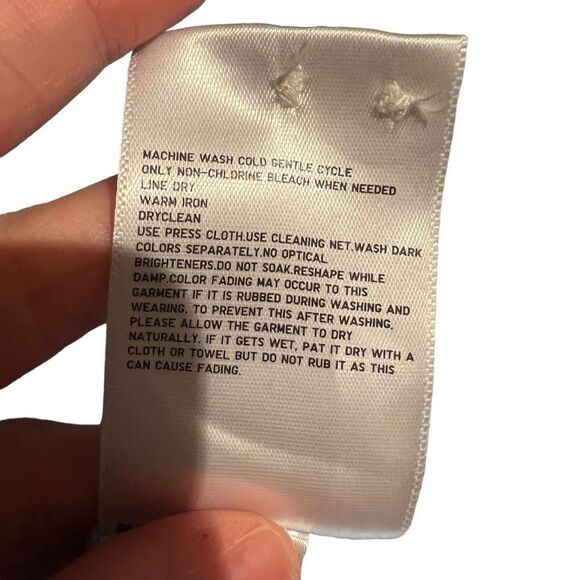 MACHINE WASH COLD GENTLE CYCLE
ONLY NON-CHLORINE BLEACH WHEN NEEDED
LINE DRY
WARM IRON
DRYCLEAN
USE PRESS CLOTH.USE CLEANING NET.WASH DARK
COLORS SEPARATELY.NO OPTICAL
BRIGHTENERS.DO NOT SOAK.RESHAPE WHILE
DAMP.COLOR FADING MAY OCCUR TO THIS
GARMENT IF IT IS RUBBED DURING WASHING AND
WEARING. TO PREVENT THIS AFTER WASHING,
PLEASE ALLOW THE GARMENT TO DRY
NATURALLY. IF IT GETS WET, PAT IT DRY WITH A
CLOTH OR TOWEL BUT DO NOT RUB IT AS THIS
CAN CAUSE FADING.